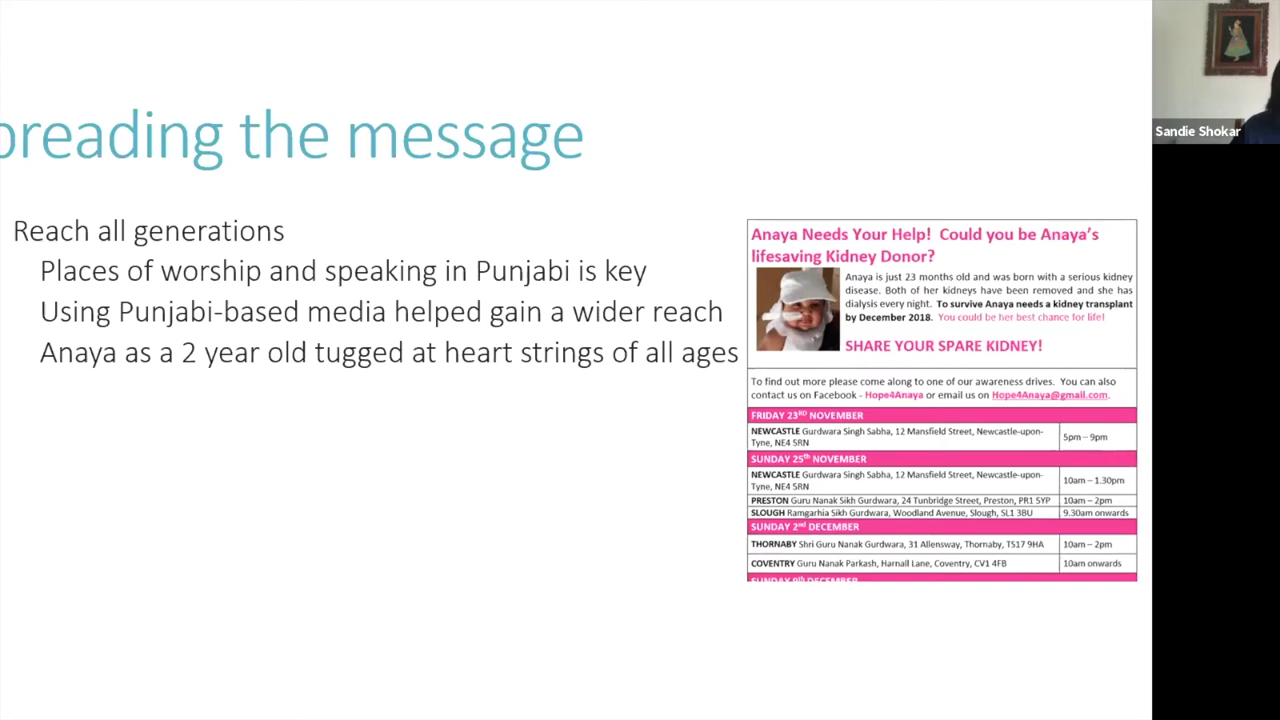 preading the message
Reach all generations
Places of worship and speaking in Punjabi is key
Using Punjabi-based media helped gain a wider reach
Anaya as a 2 year old tugged at heart strings of all ages
Anaya Needs Your Help! Could you be Anaya's
lifesaving Kidney Donor?
Anaya is just 23 months old and was born with a serious kidney
disease. Both of her kidneys have been removed and she has
dialysis every night. To survive Anaya needs a kidney transplant
by December 2018. You could be her best chance for life!
SHARE YOUR SPARE KIDNEY!
To find out more please come along to one of our awareness drives. You can also
contact us on Facebook - Hope4Anaya or email us on Hope4Anaya@gmail.com.
FRIDAY 23RD NOVEMBER
NEWCASTLE Gurdwara Singh Sabha, 12 Mansfield Street, Newcastle-upon-
Tyne, NE4 5RN
5pm – 9pm
SUNDAY 25th NOVEMBER
NEWCASTLE Gurdwara Singh Sabha, 12 Mansfield Street, Newcastle-upon-
Tyne, NE4 5RN
10am – 1.30pm
PRESTON Guru Nanak Sikh Gurdwara, 24 Tunbridge Street, Preston, PR1 5YP 10am – 2pm
SLOUGH Ramgarhia Sikh Gurdwara, Woodland Avenue, Slough, SL1 3BU 9.30am onwards
SUNDAY 2nd DECEMBER
THORNABY Shri Guru Nanak Gurdwara, 31 Allensway, Thornaby, TS17 9HA 10am – 2pm
COVENTRY Guru Nanak Parkash, Harnall Lane, Coventry, CV1 4FB 10am onwards
SUNDAY 9th DECEMBER
Sandie Shokar